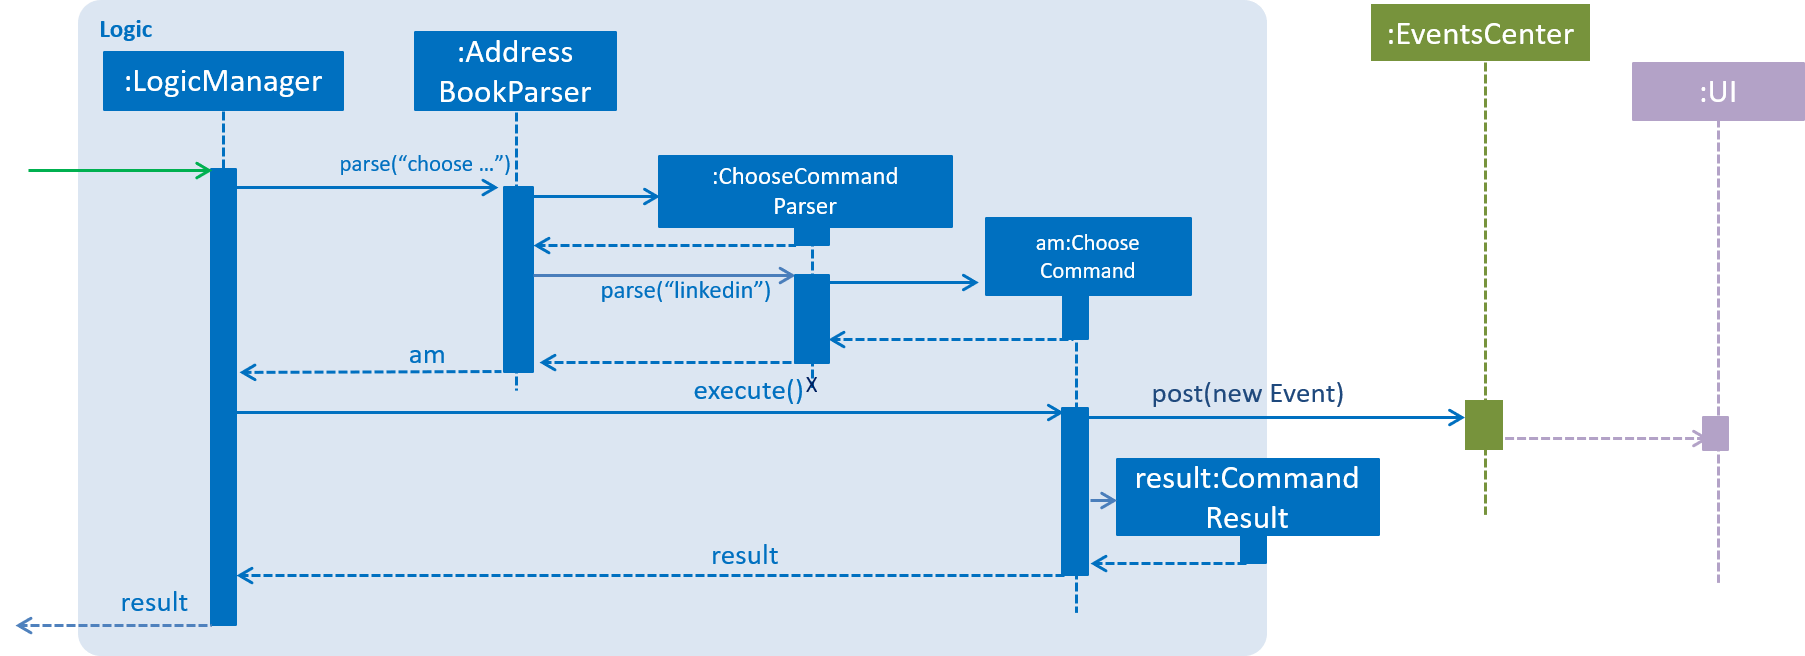 Logic
:LogicManager
:Address
BookParser
:EventsCenter
:UI
parse(“choose ...”)
:ChooseCommand
Parser
am:Choose
Command
parse(“linkedin”)
am
execute()
X
post(new Event)
result:Command
Result
result
result